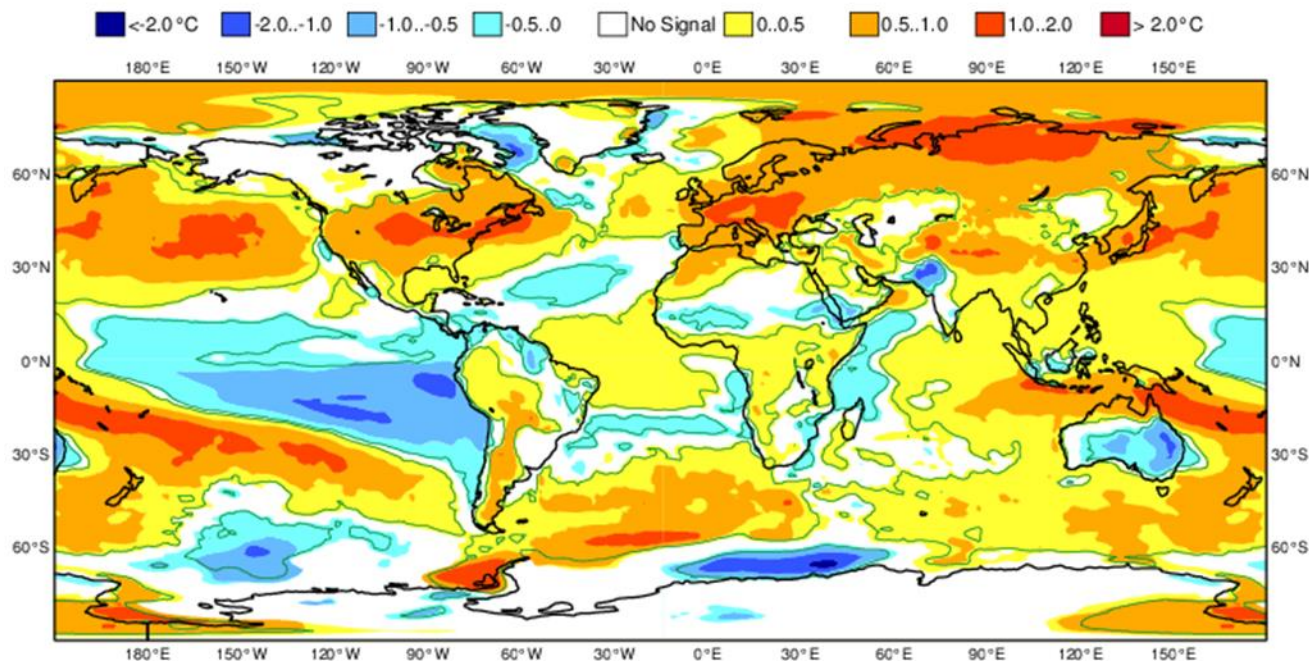 <-2.0 °C -2.0..-1.0 -1.0..-0.5 -0.5..0 No Signal 0..0.5 0.5..1.0 1.0..2.0 > 2.0°C
180°E 150°W 120°W 90°W 60°W 30°W 0°E 30°E 60°E 90°E 120°E 150°E
60°N 60°N
30°N 30°N
0°N 0°N
30°S 30°S
60°S 60°S
180°E 150°W 120°W 90°W 60°W 30°W 0°E 30°E 60°E 90°E 120°E 150°E